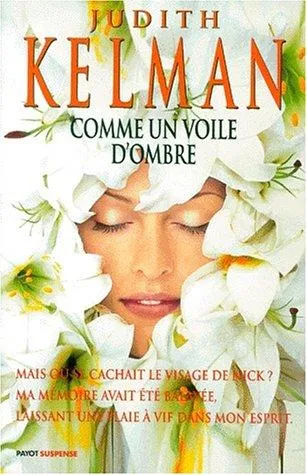 JUDITH
KELMAN
COMME UN VOILE
D'OMBRE
MAIS OÙ SE CACHAIT LE VISAGE DE NICK ?
MA MÉMOIRE AVAIT ÉTÉ BALAYÉE,
LAISSANT UNE PLAIE À VIF DANS MON ESPRIT.
PAYOT SUSPENSE